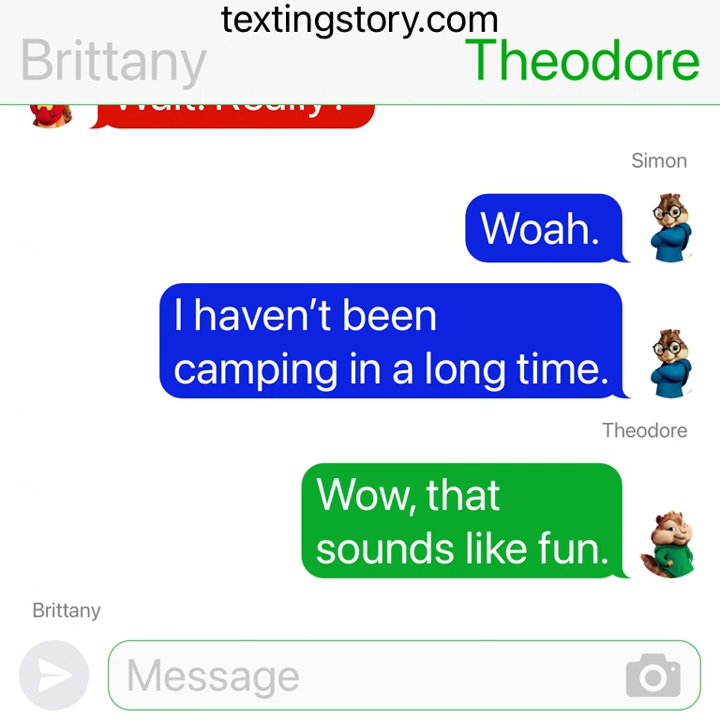 textingstory.com
Brittany
Theodore
Simon
Woah.
I haven’t been
camping in a long time.
Theodore
Wow, that
sounds like fun.
Brittany
Message